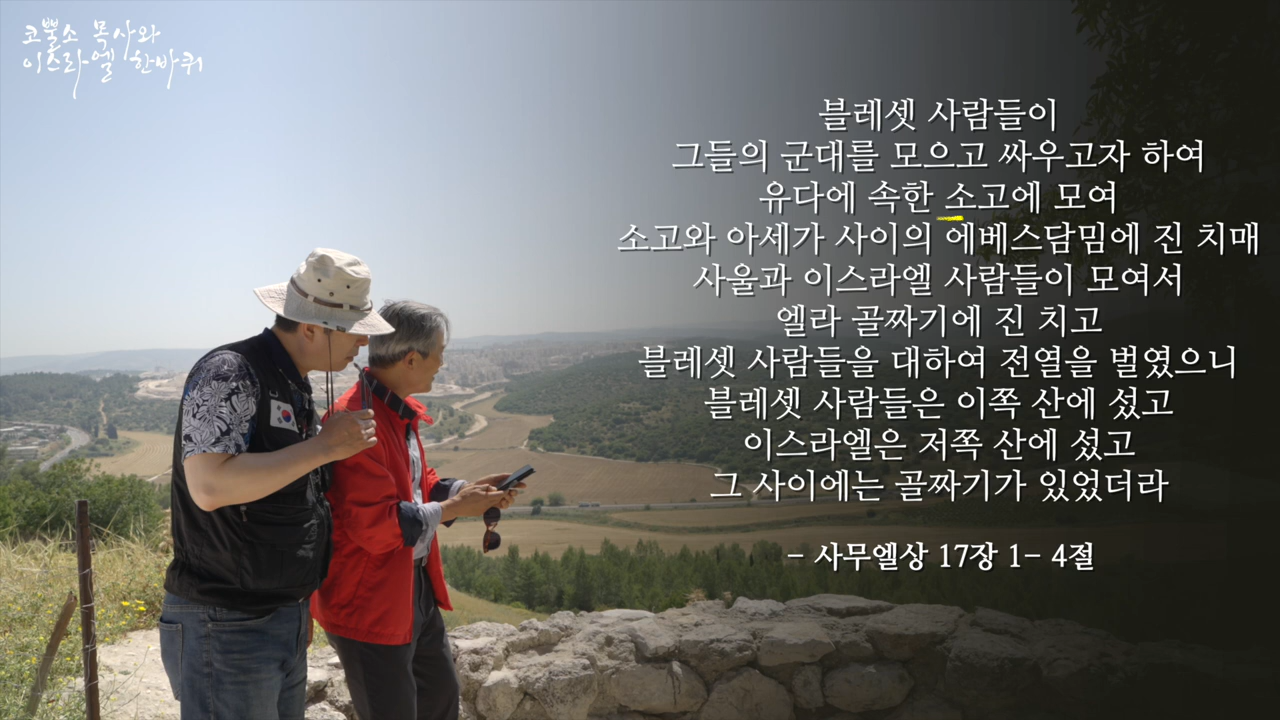 코뿔소 목사와
이스라엘 한바퀴
블레셋 사람들이
그들의 군대를 모으고 싸우고자 하여
유다에 속한 소고에 모여
소고와 아세가 사이의 에베스담밈에 진 치매
사울과 이스라엘 사람들이 모여서
엘라 골짜기에 진 치고
블레셋 사람들을 대하여 전열을 벌였으니
블레셋 사람들은 이쪽 산에 섰고
이스라엘은 저쪽 산에 섰고
그 사이에는 골짜기가 있었더라
- 사무엘상 17장 1- 4절